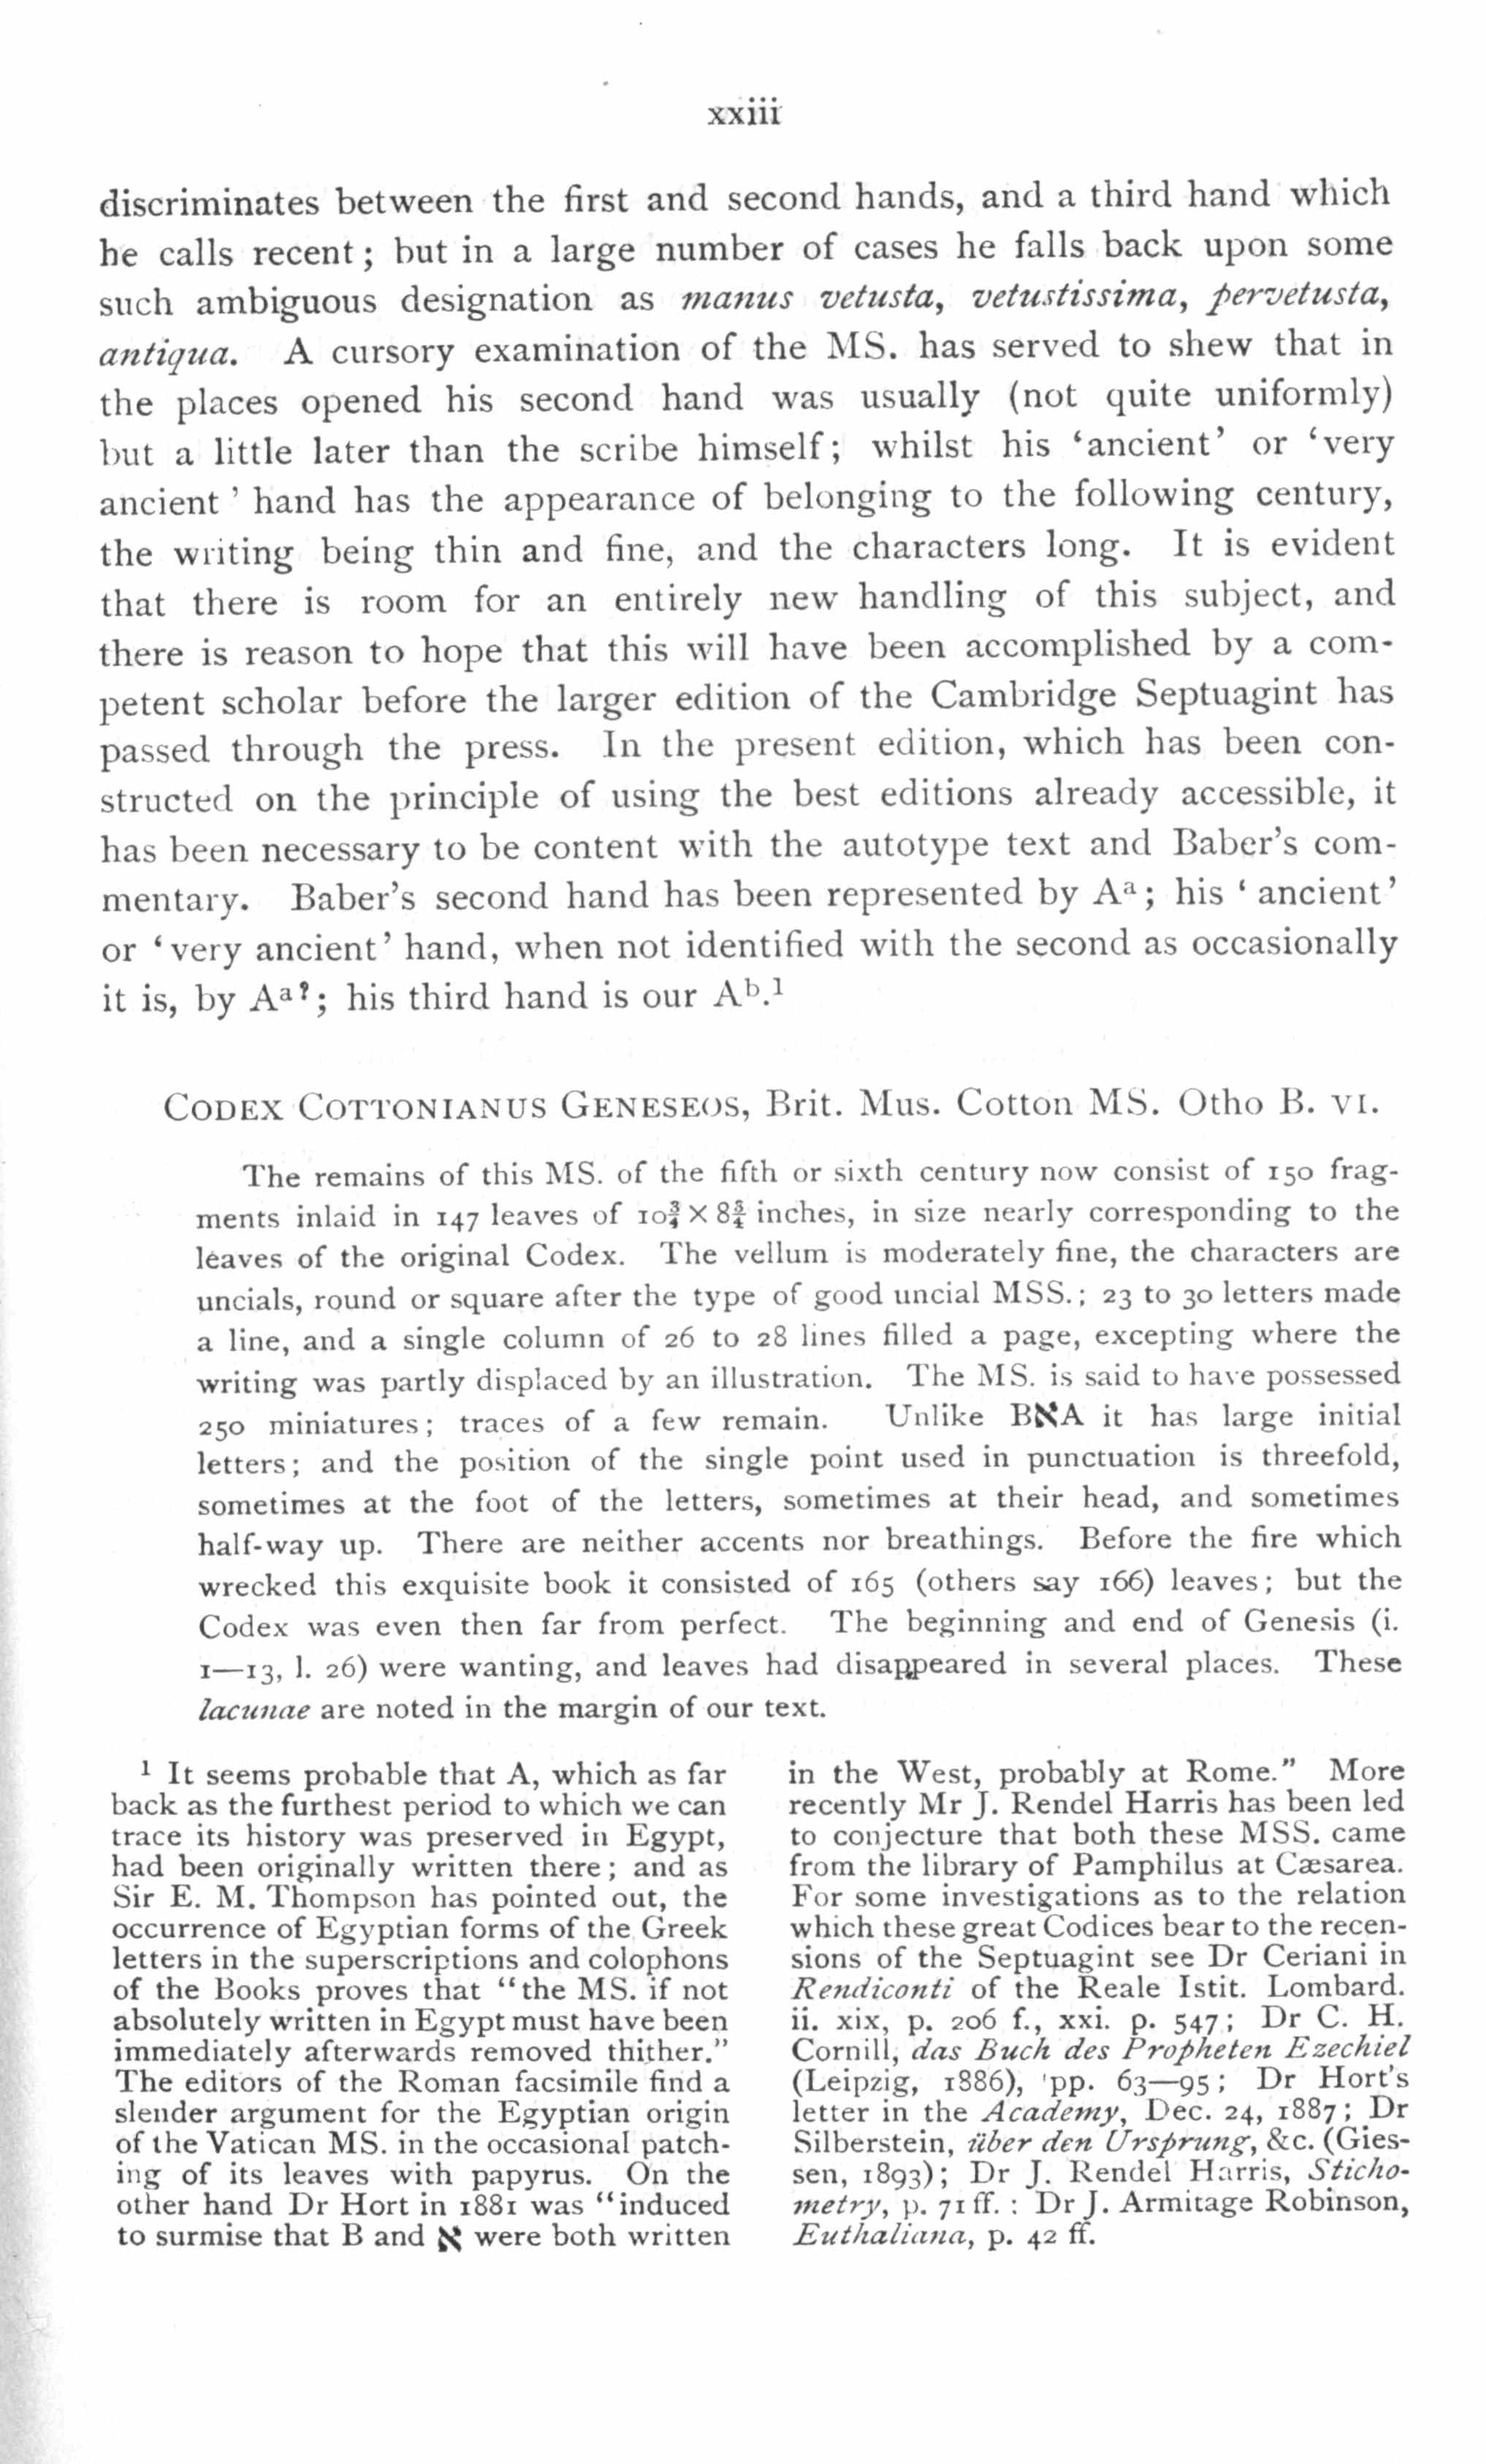 xxiii
discriminates between the first and second hands, and a third hand which
he calls recent; but in a large number of cases he falls back upon some
such ambiguous designation as manus vetusta, vetustissima, pervetusta,
antiqua. A cursory examination of the MS. has served to shew that in
the places opened his second hand was usually (not quite uniformly)
but a little later than the scribe himself; whilst his ‘ancient’ or ‘very
ancient’ hand has the appearance of belonging to the following century,
the writing being thin and fine, and the characters long. It is evident
that there is room for an entirely new handling of this subject, and
there is reason to hope that this will have been accomplished by a com-
petent scholar before the larger edition of the Cambridge Septuagint has
passed through the press. In the present edition, which has been con-
structed on the principle of using the best editions already accessible, it
has been necessary to be content with the autotype text and Baber's com-
mentary. Baber's second hand has been represented by Aᵃ; his ‘ancient’
or ‘very ancient’ hand, when not identified with the second as occasionally
it is, by Aᵃ?; his third hand is our Aᵇ.¹
CODEX COTTONIANUS GENESEOS, Brit. Mus. Cotton MS. Otho B. VI.
The remains of this MS. of the fifth or sixth century now consist of 150 frag-
ments inlaid in 147 leaves of 10¾ × 8¾ inches, in size nearly corresponding to the
leaves of the original Codex. The vellum is moderately fine, the characters are
uncials, round or square after the type of good uncial MSS.; 23 to 30 letters made
a line, and a single column of 26 to 28 lines filled a page, excepting where the
writing was partly displaced by an illustration. The MS. is said to have possessed
250 miniatures; traces of a few remain. Unlike BאA it has large initial
letters; and the position of the single point used in punctuation is threefold,
sometimes at the foot of the letters, sometimes at their head, and sometimes
half-way up. There are neither accents nor breathings. Before the fire which
wrecked this exquisite book it consisted of 165 (others say 166) leaves; but the
Codex was even then far from perfect. The beginning and end of Genesis (i.
1—13, l. 26) were wanting, and leaves had disappeared in several places. These
lacunae are noted in the margin of our text.
¹ It seems probable that A, which as far
back as the furthest period to which we can
trace its history was preserved in Egypt,
had been originally written there; and as
Sir E. M. Thompson has pointed out, the
occurrence of Egyptian forms of the Greek
letters in the superscriptions and colophons
of the Books proves that “the MS. if not
absolutely written in Egypt must have been
immediately afterwards removed thither.”
The editors of the Roman facsimile find a
slender argument for the Egyptian origin
of the Vatican MS. in the occasional patch-
ing of its leaves with papyrus. On the
other hand Dr Hort in 1881 was “induced
to surmise that B and א were both written
in the West, probably at Rome.” More
recently Mr J. Rendel Harris has been led
to conjecture that both these MSS. came
from the library of Pamphilus at Cæsarea.
For some investigations as to the relation
which these great Codices bear to the recen-
sions of the Septuagint see Dr Ceriani in
Rendiconti of the Reale Istit. Lombard.
ii. xix, p. 206 f., xxi. p. 547; Dr C. H.
Cornill, das Buch des Propheten Ezechiel
(Leipzig, 1886), pp. 63—95; Dr Hort's
letter in the Academy, Dec. 24, 1887; Dr
Silberstein, über den Ursprung, &c. (Gies-
sen, 1893); Dr J. Rendel Harris, Sticho-
metry, p. 71 ff.: Dr J. Armitage Robinson,
Euthaliana, p. 42 ff.